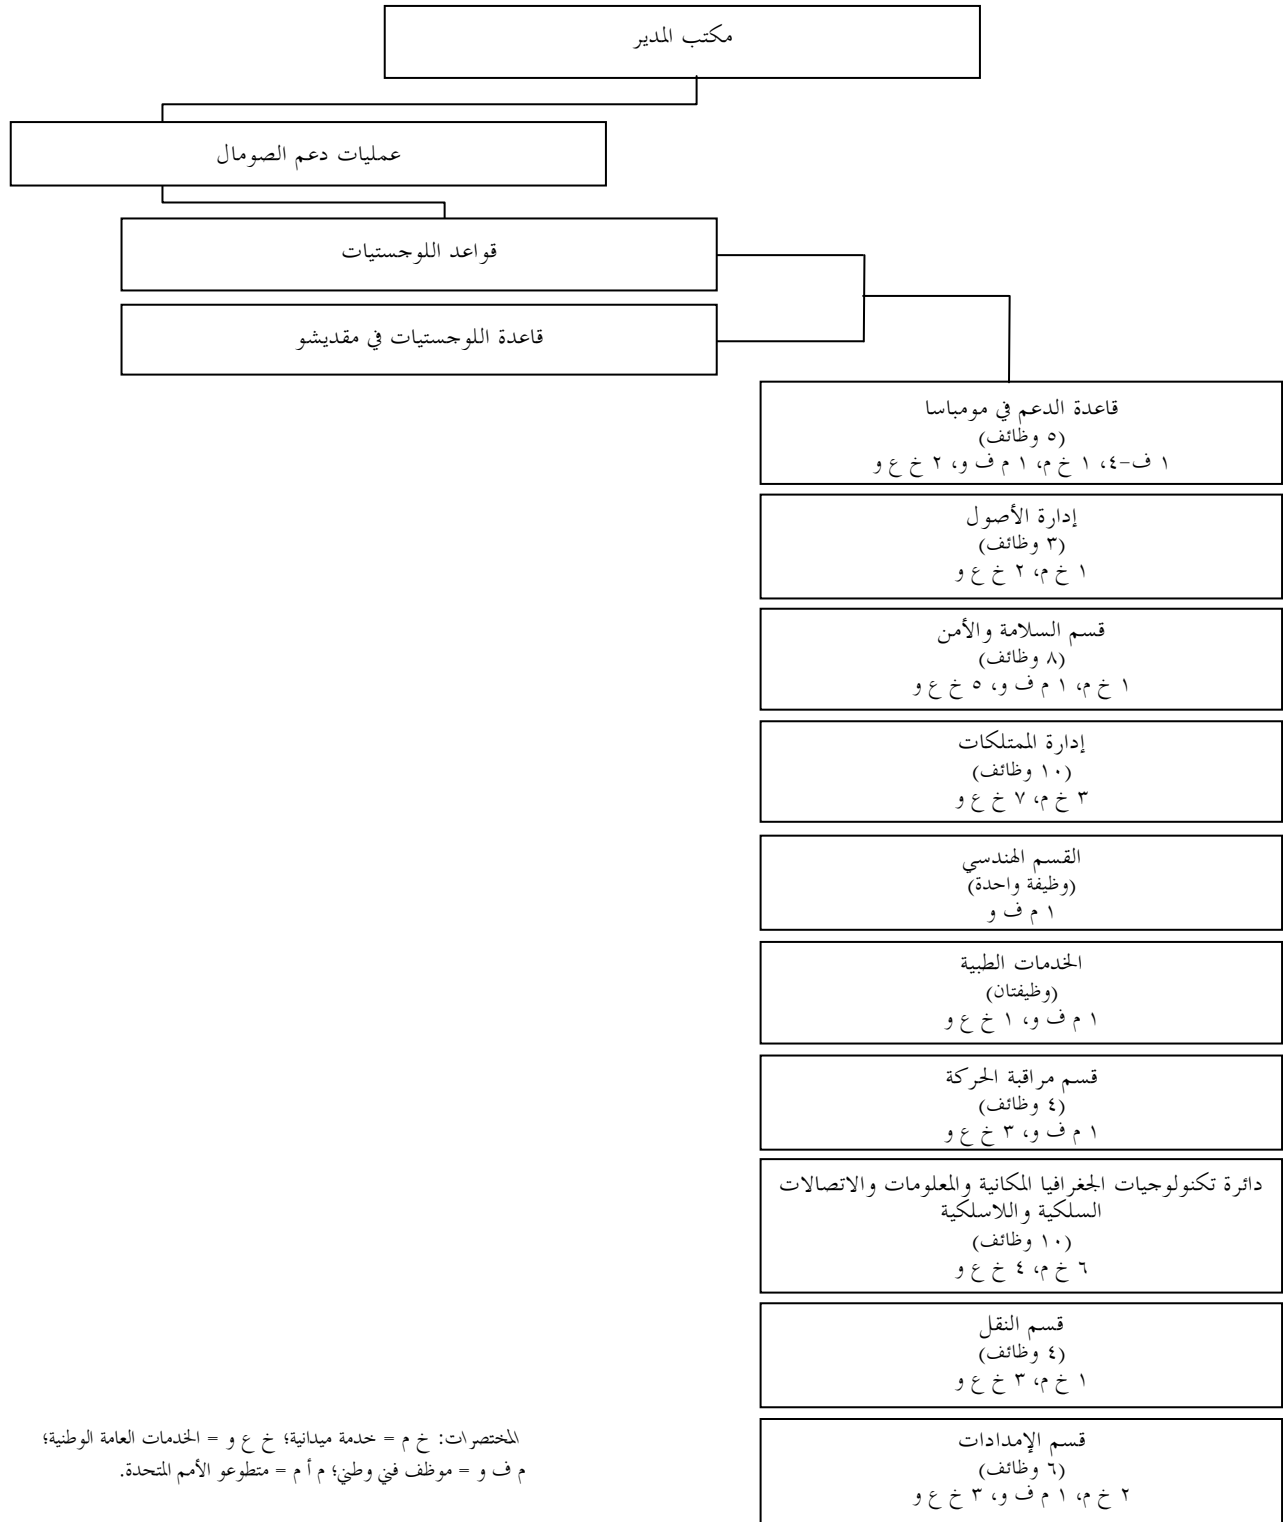 مكتب المدير
عمليات دعم الصومال
قواعد اللوجستيات
قاعدة اللوجستيات في مقديشو
قاعدة الدعم في مومباسا
(٥ وظائف)
١ ف-٤، ١ خ م، ١ م ف و، ٢ خ ع و
إدارة الأصول
(٣ وظائف)
١ خ م، ٢ خ ع و
قسم السلامة والأمن
(٨ وظائف)
١ خ م، ١ م ف و، ٥ خ ع و
إدارة الممتلكات
(١٠ وظائف)
٣ خ م، ٧ خ ع و
القسم الهندسي
(وظيفة واحدة)
١ م ف و
الخدمات الطبية
(وظيفتان)
١ م ف و، ١ خ ع و
قسم مراقبة الحركة
(٤ وظائف)
١ م ف و، ٣ خ ع و
دائرة تكنولوجيات الجغرافيا المكانية والمعلومات والاتصالات
السلكية واللاسلكية
(١٠ وظائف)
٦ خ م، ٤ خ ع و
قسم النقل
(٤ وظائف)
١ خ م، ٣ خ ع و
قسم الإمدادات
(٦ وظائف)
٢ خ م، ١ م ف و، ٣ خ ع و
المختصرات: خ م = خدمة ميدانية؛ خ ع و = الخدمات العامة الوطنية؛
م ف و = موظف فني وطني؛ م أ م = متطوعو الأمم المتحدة.